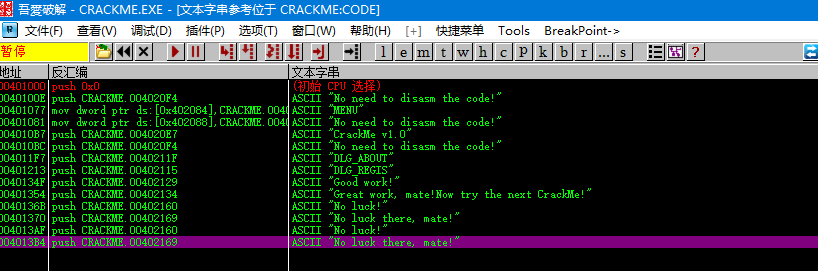 吾愛破解 - CRACKME.EXE - [文本字串参考位于 CRACKME:CODE]
文件(F) 查看(V) 调试(D) 插件(P) 选项(T) 窗口(W) 帮助(H) [+] 快捷菜单 Tools BreakPoint->
暂停 l e m t w h c p k b r ... s ?
地址 反汇编 文本字串
00401000 push 0x0 (初始 CPU 选择)
0040100E push CRACKME.004020F4 ASCII "No need to disasm the code!"
00401077 mov dword ptr ds:[0x402084],CRACKME.004 ASCII "MENU"
00401081 mov dword ptr ds:[0x402088],CRACKME.004 ASCII "No need to disasm the code!"
004010B7 push CRACKME.004020E7 ASCII "CrackMe v1.0"
004010BC push CRACKME.004020F4 ASCII "No need to disasm the code!"
004011F7 push CRACKME.0040211F ASCII "DLG_ABOUT"
00401213 push CRACKME.00402115 ASCII "DLG_REGIS"
0040134F push CRACKME.00402129 ASCII "Good work!"
00401354 push CRACKME.00402134 ASCII "Great work, mate!Now try the next CrackMe!"
0040136B push CRACKME.00402160 ASCII "No luck!"
00401370 push CRACKME.00402169 ASCII "No luck there, mate!"
004013AF push CRACKME.00402160 ASCII "No luck!"
004013B4 push CRACKME.00402169 ASCII "No luck there, mate!"